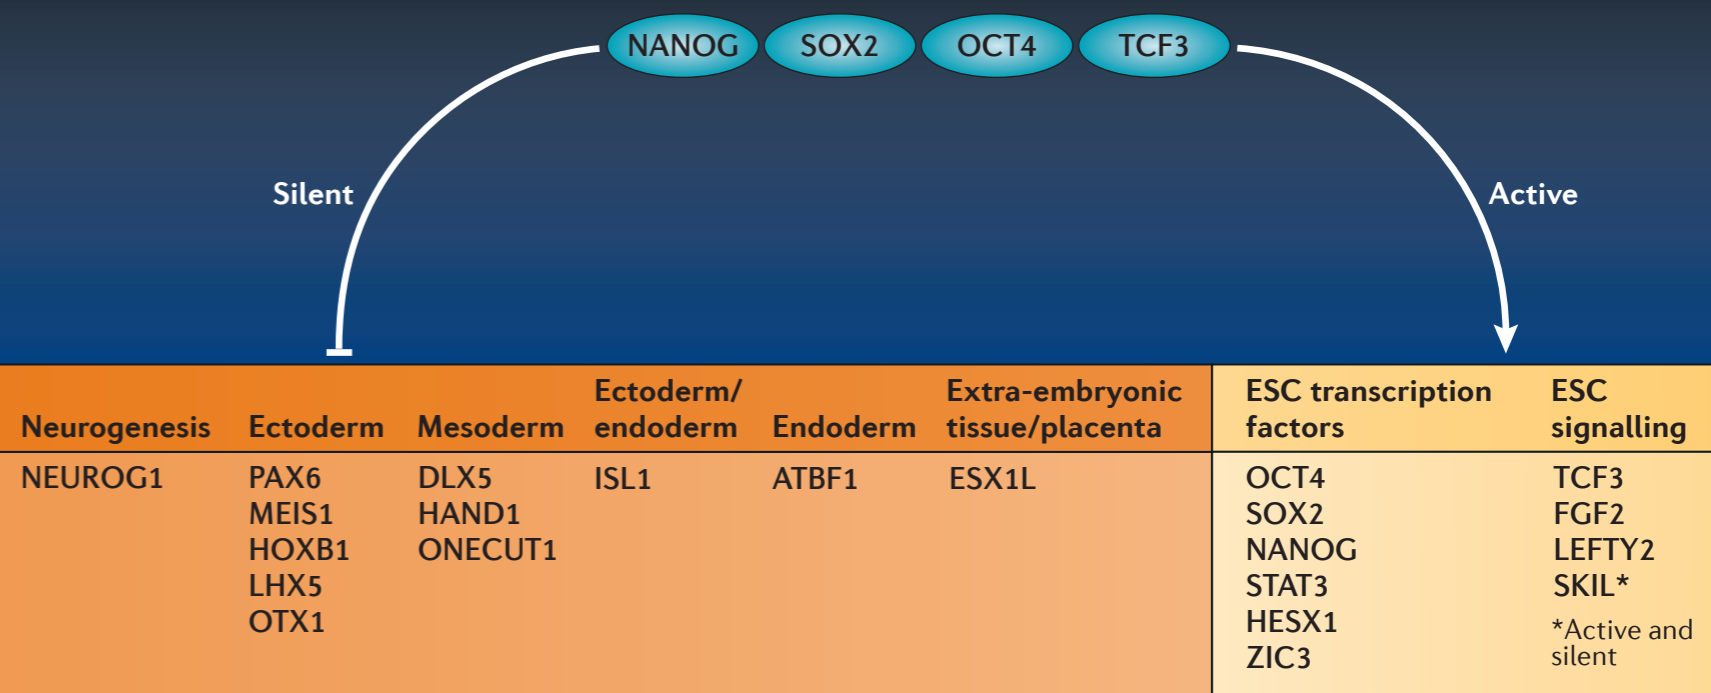 NANOG SOX2 OCT4 TCF3
Silent
Active
Neurogenesis
Ectoderm
Mesoderm
Ectoderm/
endoderm
Endoderm
Extra-embryonic
tissue/placenta
ESC transcription
factors
ESC
signalling
NEUROG1
PAX6
MEIS1
HOXB1
LHX5
OTX1
DLX5
HAND1
ONECUT1
ISL1
ATBF1
ESX1L
OCT4
SOX2
NANOG
STAT3
HESX1
ZIC3
TCF3
FGF2
LEFTY2
SKIL*
*Active and
silent